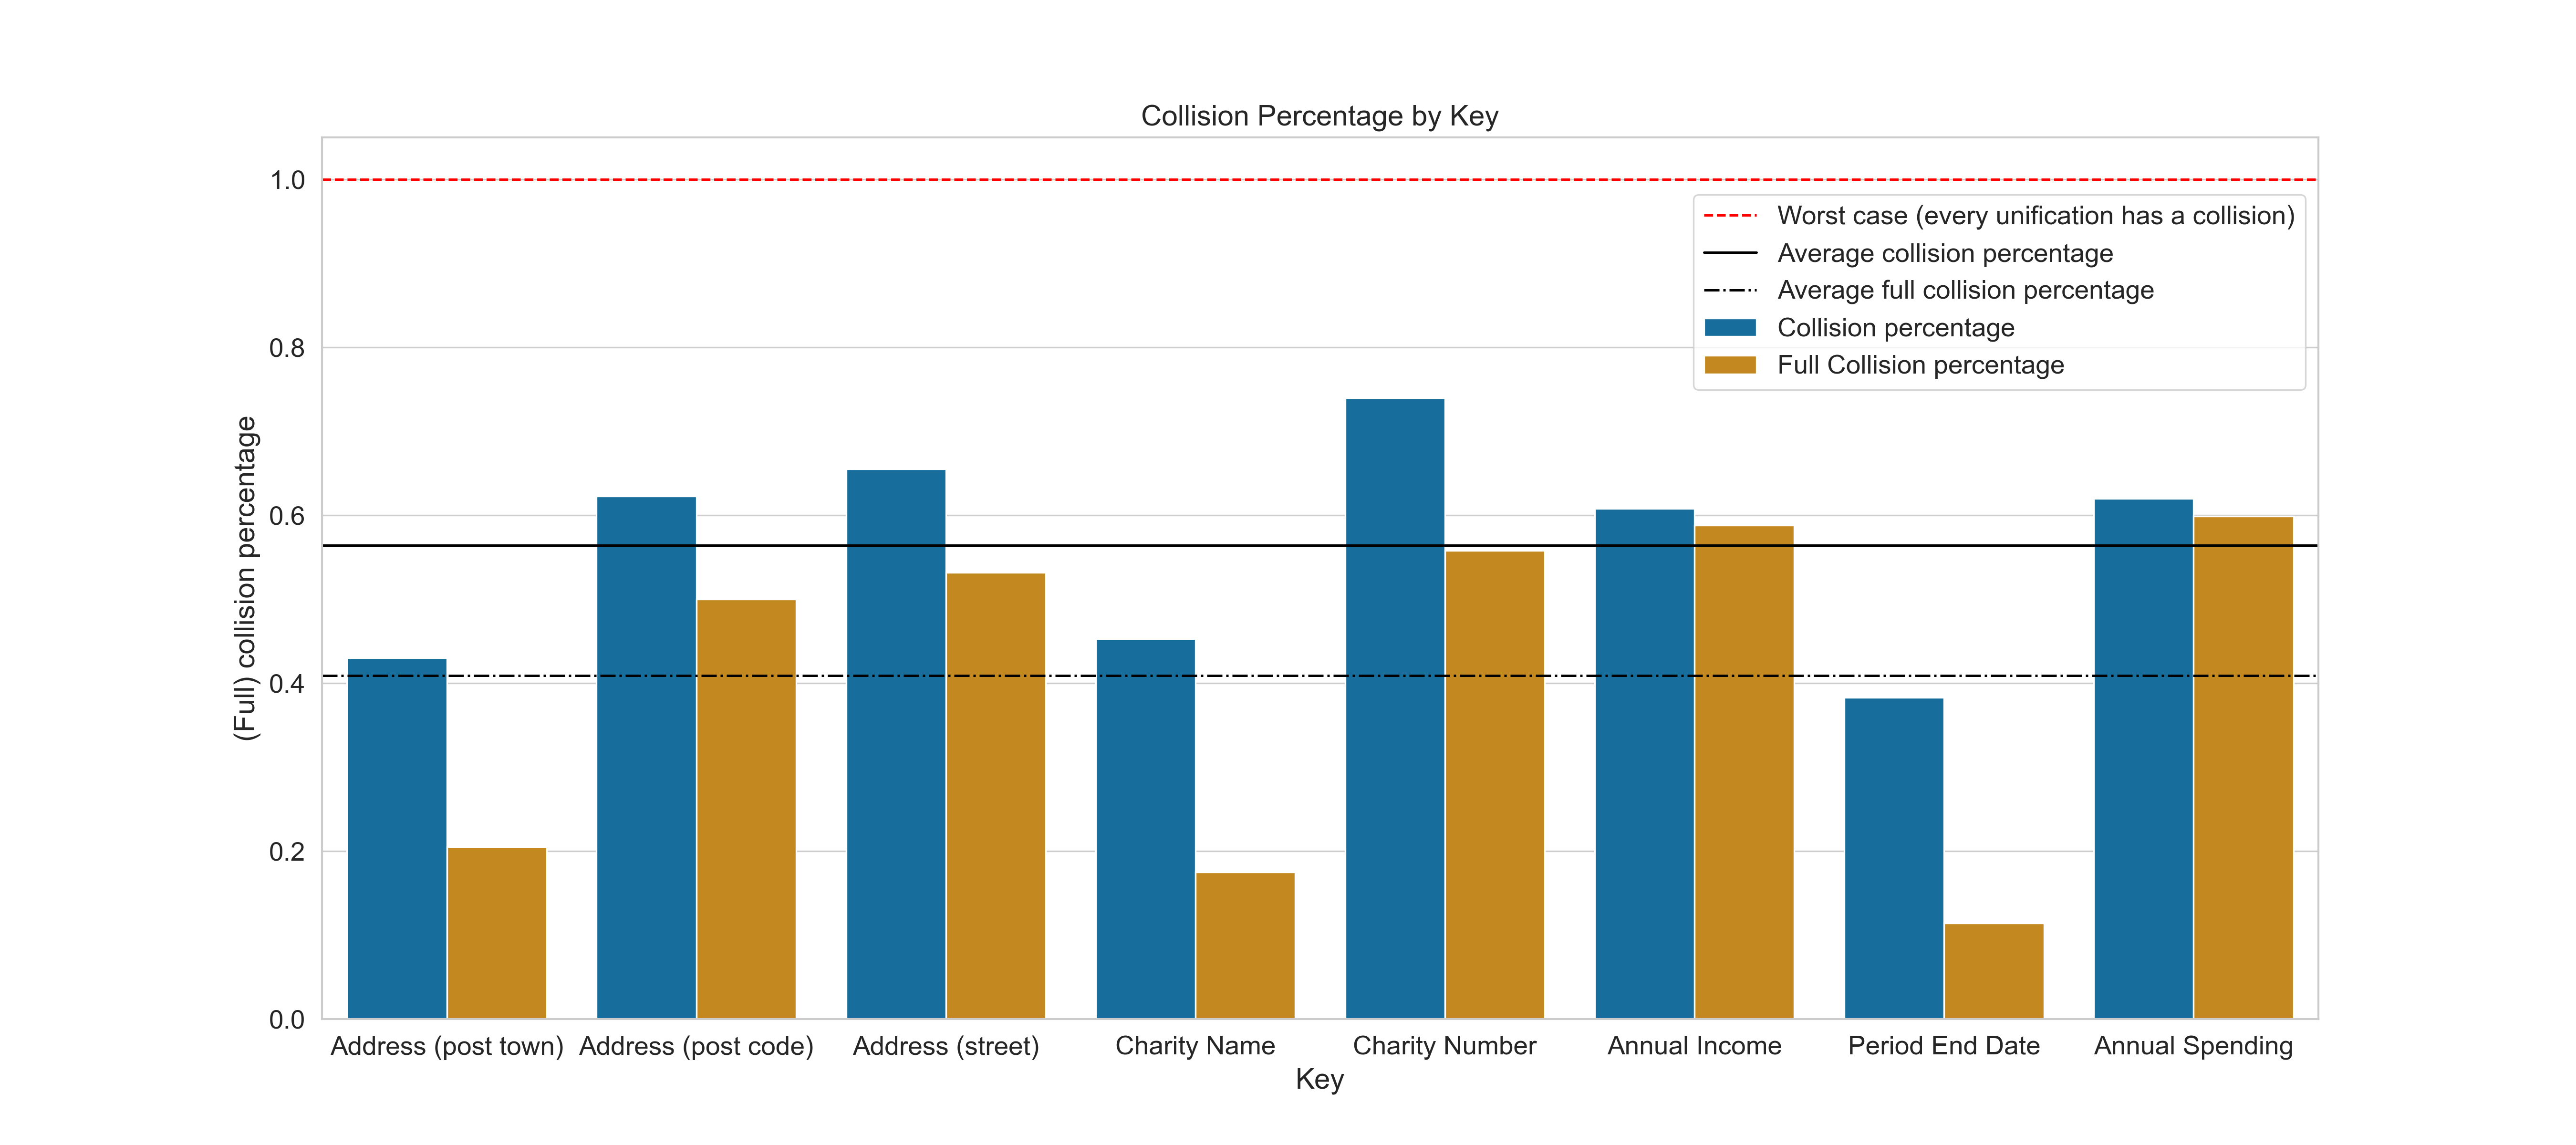 Collision Percentage by Key
1.0
0.8
0.6
0.4
0.2
0.0
(Full) collision percentage
Worst case (every unification has a collision)
Average collision percentage
Average full collision percentage
Collision percentage
Full Collision percentage
Address (post town) Address (post code) Address (street) Charity Name Charity Number Annual Income Period End Date Annual Spending
Key